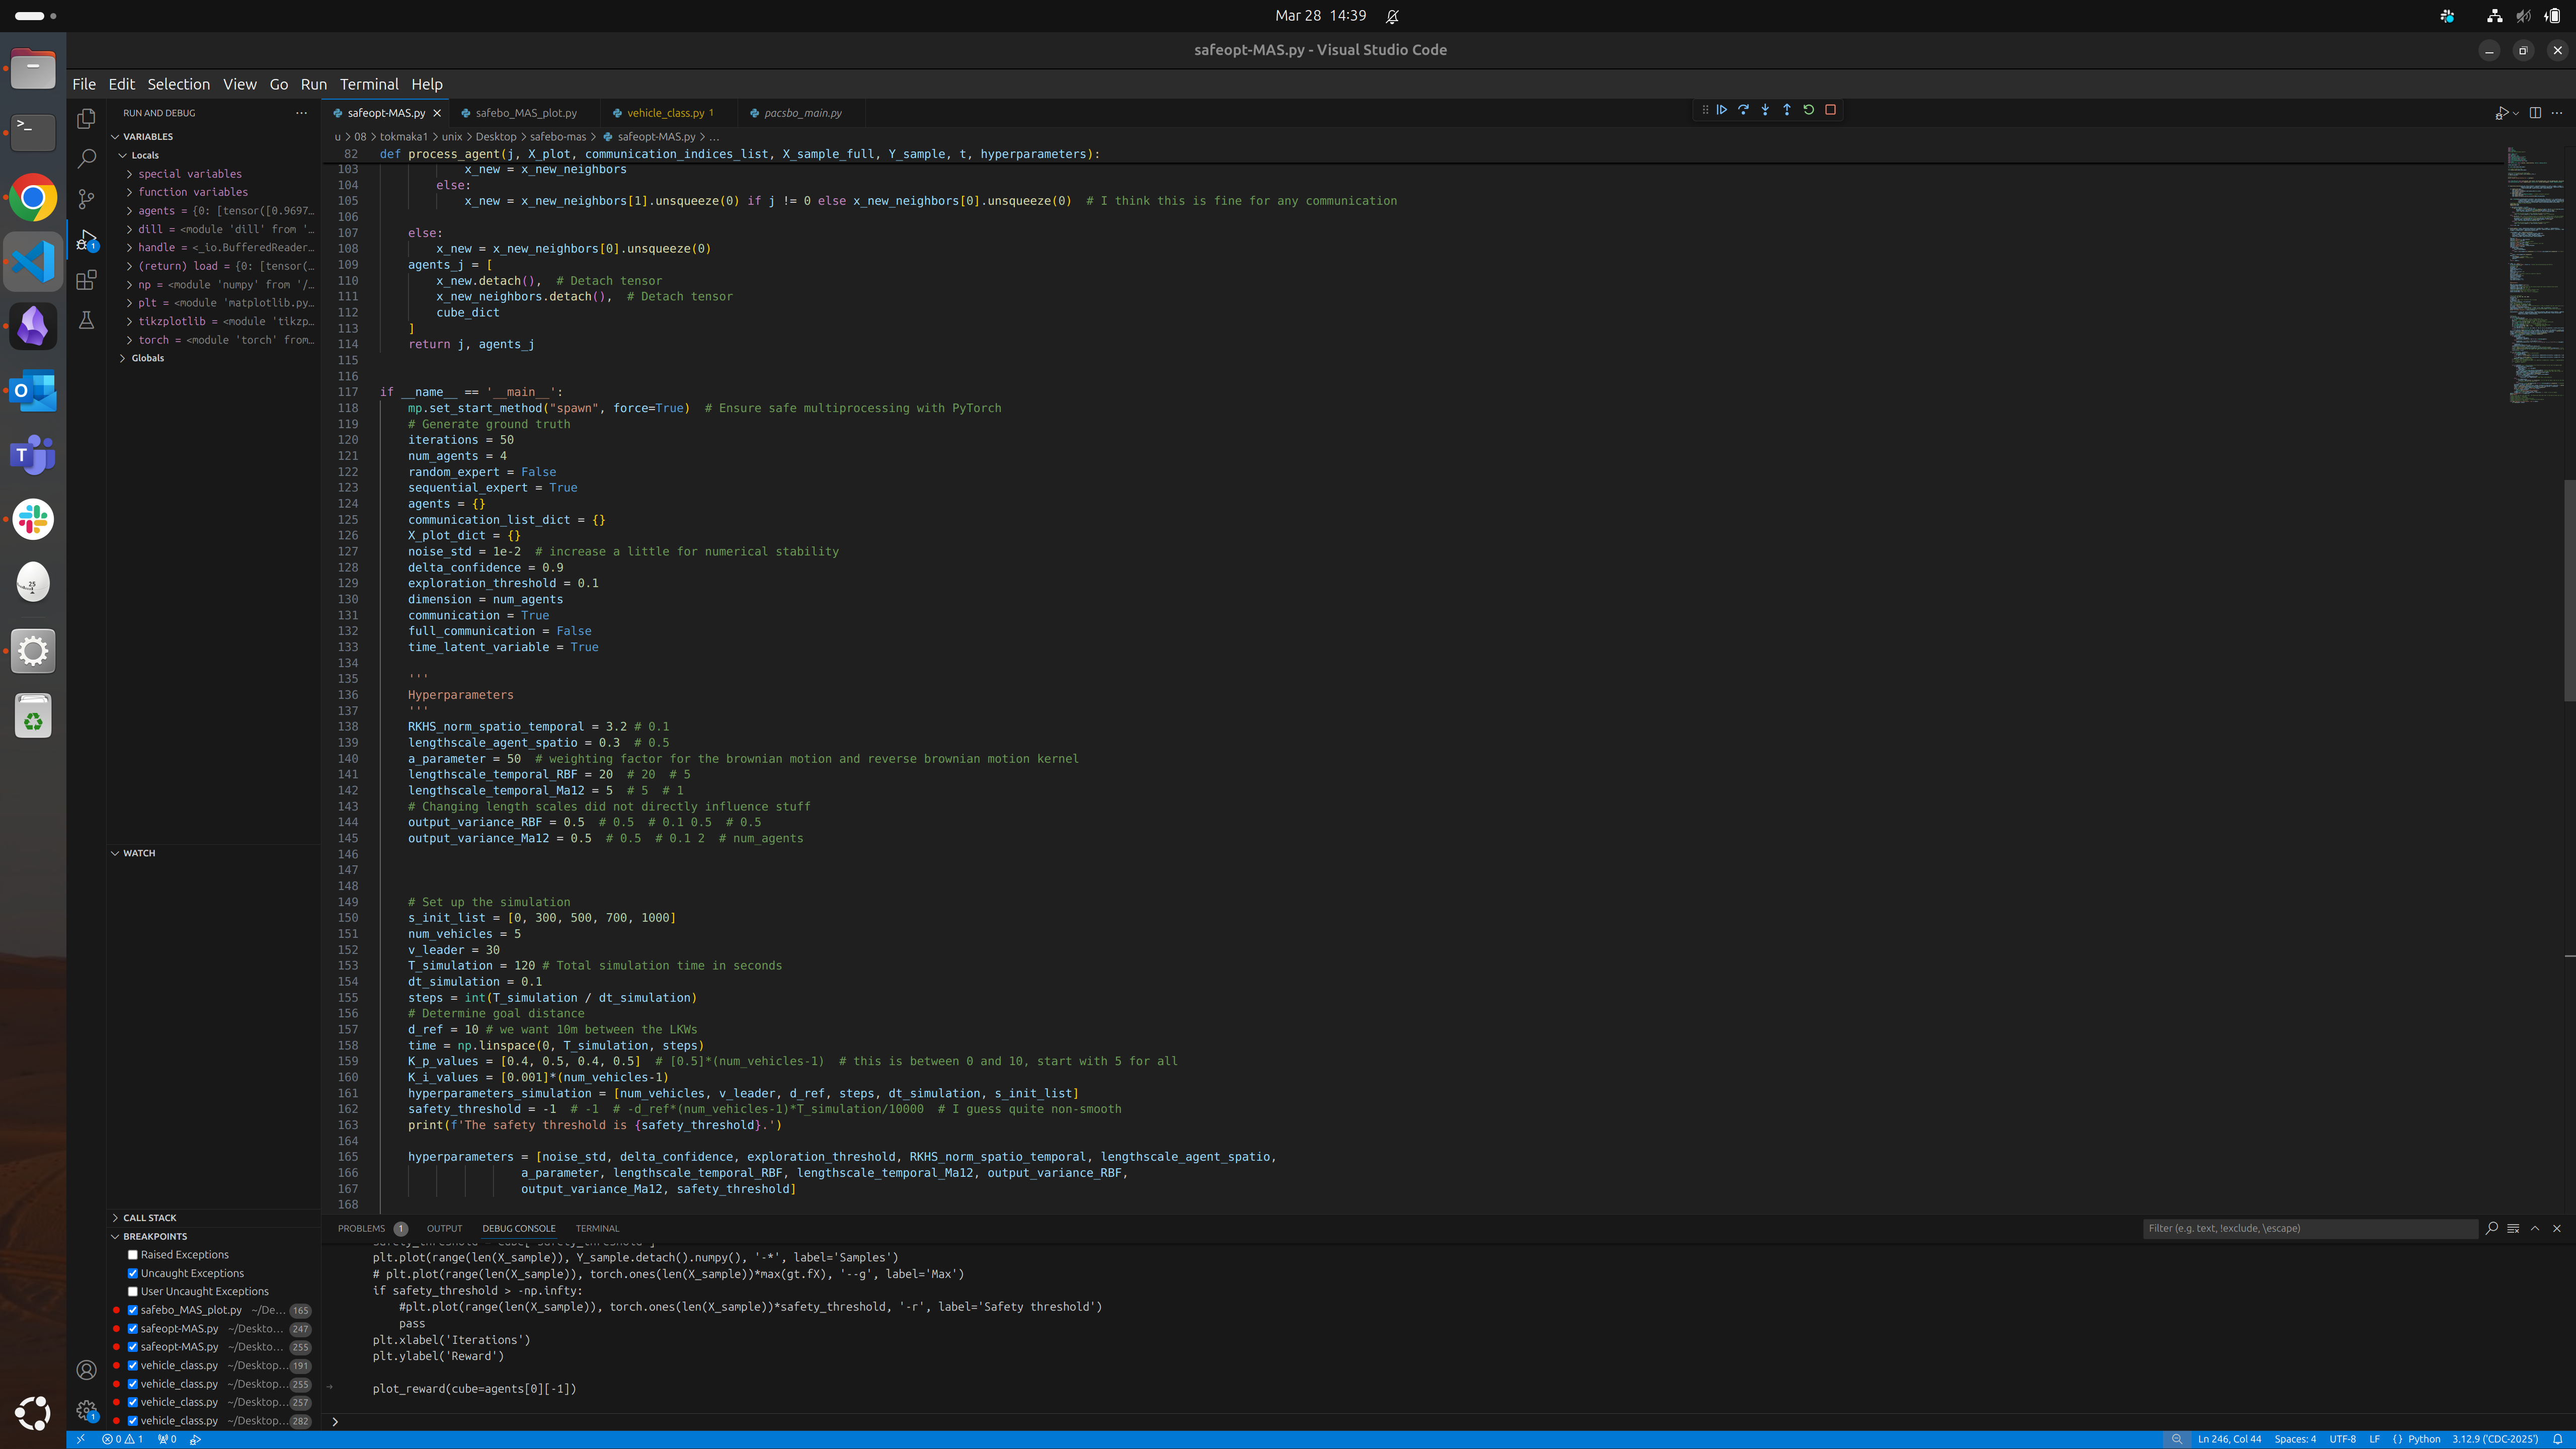 Mar 28 14:39
safeopt-MAS.py - Visual Studio Code
File Edit Selection View Go Run Terminal Help
RUN AND DEBUG
VARIABLES
Locals
special variables
function variables
agents = {0: [tensor([0.9697...
dill = <module 'dill' from '...
handle = <_io.BufferedReader...
(return) load = {0: [tensor(...
np = <module 'numpy' from '/...
plt = <module 'matplotlib.py...
tikzplotlib = <module 'tikzp...
torch = <module 'torch' from...
Globals
WATCH
CALL STACK
BREAKPOINTS
Raised Exceptions
Uncaught Exceptions
User Uncaught Exceptions
safebo_MAS_plot.py ~/De... 165
safeopt-MAS.py ~/Deskto... 247
safeopt-MAS.py ~/Deskto... 255
vehicle_class.py ~/Desktop... 191
vehicle_class.py ~/Desktop... 255
vehicle_class.py ~/Desktop... 257
vehicle_class.py ~/Desktop... 282
safeopt-MAS.py safebo_MAS_plot.py vehicle_class.py 1 pacsbo_main.py
u > 08 > tokmaka1 > unix > Desktop > safebo-mas > safeopt-MAS.py > ...
82 def process_agent(j, X_plot, communication_indices_list, X_sample_full, Y_sample, t, hyperparameters):
103 x_new = x_new_neighbors
104 else:
105 x_new = x_new_neighbors[1].unsqueeze(0) if j != 0 else x_new_neighbors[0].unsqueeze(0) # I think this is fine for any communication
106
107 else:
108 x_new = x_new_neighbors[0].unsqueeze(0)
109 agents_j = [
110 x_new.detach(), # Detach tensor
111 x_new_neighbors.detach(), # Detach tensor
112 cube_dict
113 ]
114 return j, agents_j
115
116
117 if __name__ == '__main__':
118 mp.set_start_method("spawn", force=True) # Ensure safe multiprocessing with PyTorch
119 # Generate ground truth
120 iterations = 50
121 num_agents = 4
122 random_expert = False
123 sequential_expert = True
124 agents = {}
125 communication_list_dict = {}
126 X_plot_dict = {}
127 noise_std = 1e-2 # increase a little for numerical stability
128 delta_confidence = 0.9
129 exploration_threshold = 0.1
130 dimension = num_agents
131 communication = True
132 full_communication = False
133 time_latent_variable = True
134
135 '''
136 Hyperparameters
137 '''
138 RKHS_norm_spatio_temporal = 3.2 # 0.1
139 lengthscale_agent_spatio = 0.3 # 0.5
140 a_parameter = 50 # weighting factor for the brownian motion and reverse brownian motion kernel
141 lengthscale_temporal_RBF = 20 # 20 # 5
142 lengthscale_temporal_Ma12 = 5 # 5 # 1
143 # Changing length scales did not directly influence stuff
144 output_variance_RBF = 0.5 # 0.5 # 0.1 0.5 # 0.5
145 output_variance_Ma12 = 0.5 # 0.5 # 0.1 2 # num_agents
146
147
148
149 # Set up the simulation
150 s_init_list = [0, 300, 500, 700, 1000]
151 num_vehicles = 5
152 v_leader = 30
153 T_simulation = 120 # Total simulation time in seconds
154 dt_simulation = 0.1
155 steps = int(T_simulation / dt_simulation)
156 # Determine goal distance
157 d_ref = 10 # we want 10m between the LKWs
158 time = np.linspace(0, T_simulation, steps)
159 K_p_values = [0.4, 0.5, 0.4, 0.5] # [0.5]*(num_vehicles-1) # this is between 0 and 10, start with 5 for all
160 K_i_values = [0.001]*(num_vehicles-1)
161 hyperparameters_simulation = [num_vehicles, v_leader, d_ref, steps, dt_simulation, s_init_list]
162 safety_threshold = -1 # -1 # -d_ref*(num_vehicles-1)*T_simulation/10000 # I guess quite non-smooth
163 print(f'The safety threshold is {safety_threshold}.')
164
165 hyperparameters = [noise_std, delta_confidence, exploration_threshold, RKHS_norm_spatio_temporal, lengthscale_agent_spatio,
166 a_parameter, lengthscale_temporal_RBF, lengthscale_temporal_Ma12, output_variance_RBF,
167 output_variance_Ma12, safety_threshold]
168
PROBLEMS 1 OUTPUT DEBUG CONSOLE TERMINAL
Filter (e.g. text, !exclude, \escape)
plt.plot(range(len(X_sample)), Y_sample.detach().numpy(), '-*', label='Samples')
# plt.plot(range(len(X_sample)), torch.ones(len(X_sample))*max(gt.fX), '--g', label='Max')
if safety_threshold > -np.infty:
#plt.plot(range(len(X_sample)), torch.ones(len(X_sample))*safety_threshold, '-r', label='Safety threshold')
pass
plt.xlabel('Iterations')
plt.ylabel('Reward')
plot_reward(cube=agents[0][-1])
0 1 0 Ln 246, Col 44 Spaces: 4 UTF-8 LF {} Python 3.12.9 ('CDC-2025')